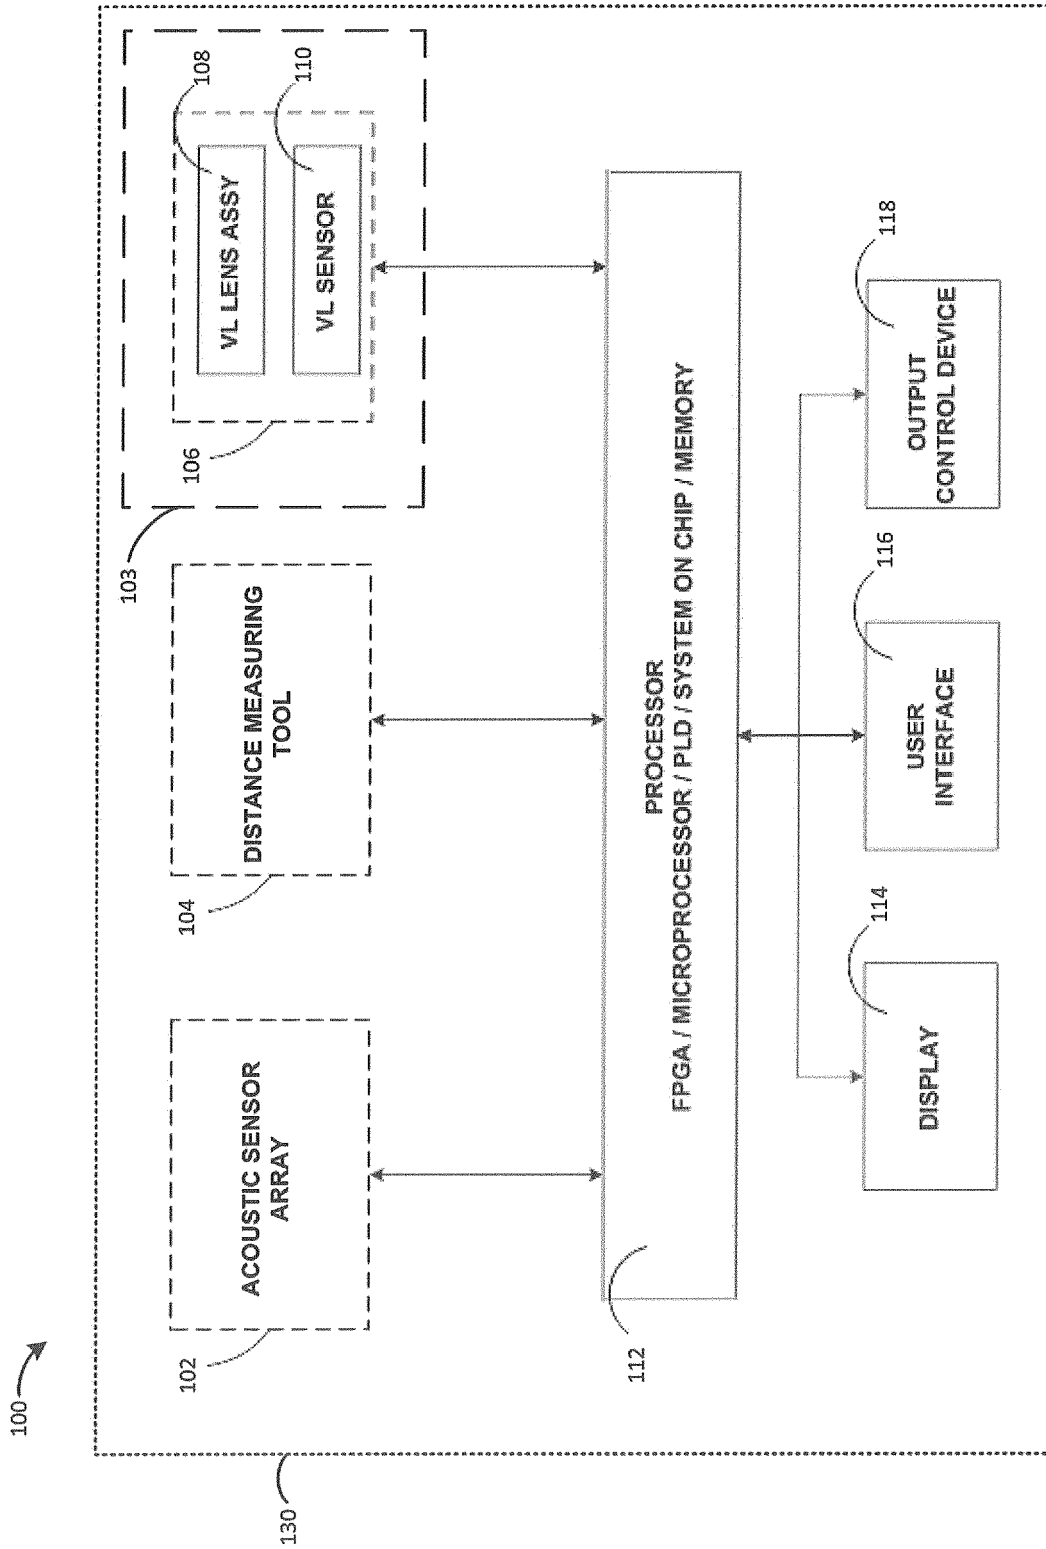 100
130
102
ACOUSTIC SENSOR
ARRAY
104
DISTANCE MEASURING
TOOL
103
106
VL LENS ASSY
108
VL SENSOR
110
112
PROCESSOR
FPGA / MICROPROCESSOR / PLD / SYSTEM ON CHIP / MEMORY
DISPLAY
114
USER
INTERFACE
116
OUTPUT
CONTROL DEVICE
118